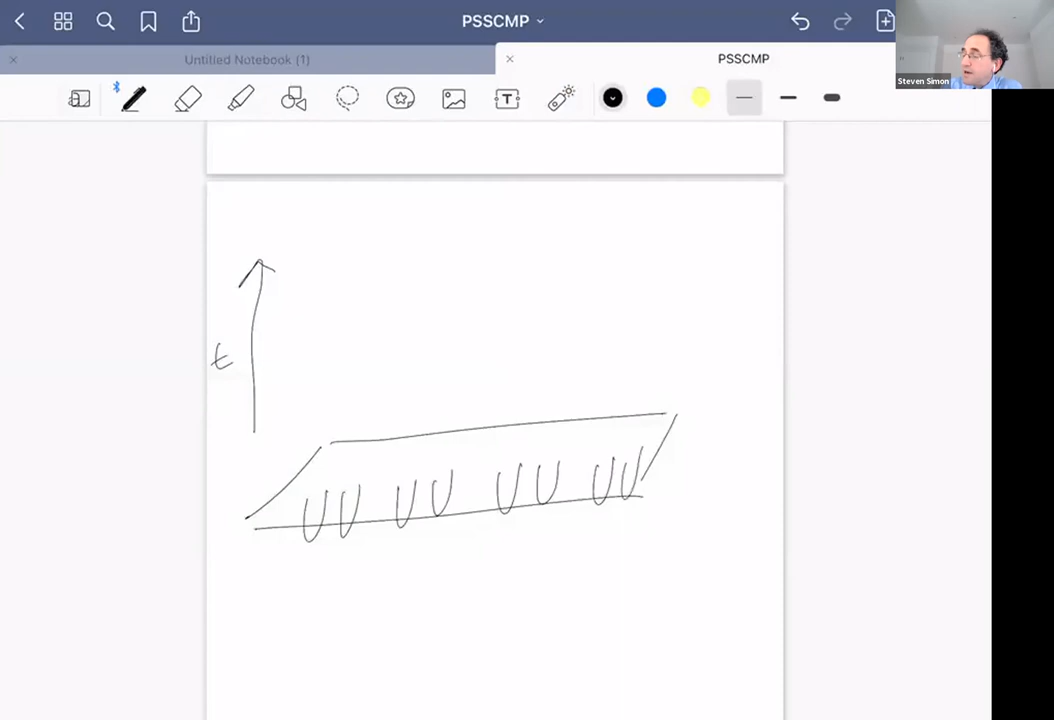 PSSCMP
Untitled Notebook (1)
PSSCMP
Steven Simon
T
t